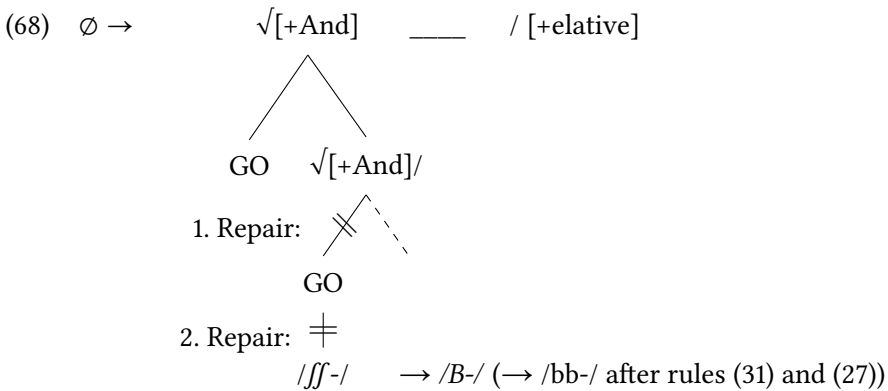 (68) ∅ → √[+And] ____ / [+elative]
GO √[+And]/
1. Repair:
GO
2. Repair:
/ʃʃ-/ → /B-/ (→ /bb-/ after rules (31) and (27))